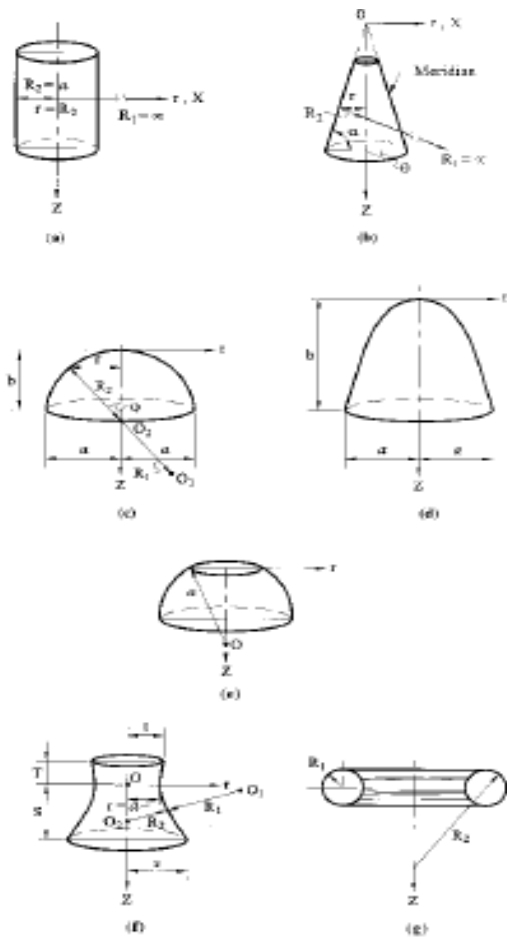 R₂ = a
r = R₂
r, X
R₁ = ∞
Z
(a)
0
r, X
Meridian
r
R₂
α
R₁ = ∞
Θ
Z
(b)
r
b
R₂
O₂
a
a
R₁
O₁
Z
(c)
b
a
Z
(d)
r
a
O
Z
(e)
t
T
O
r
O₁
S
r = a
R₁
O₂
R₂
s
Z
(f)
R₁
R₂
Z
(g)